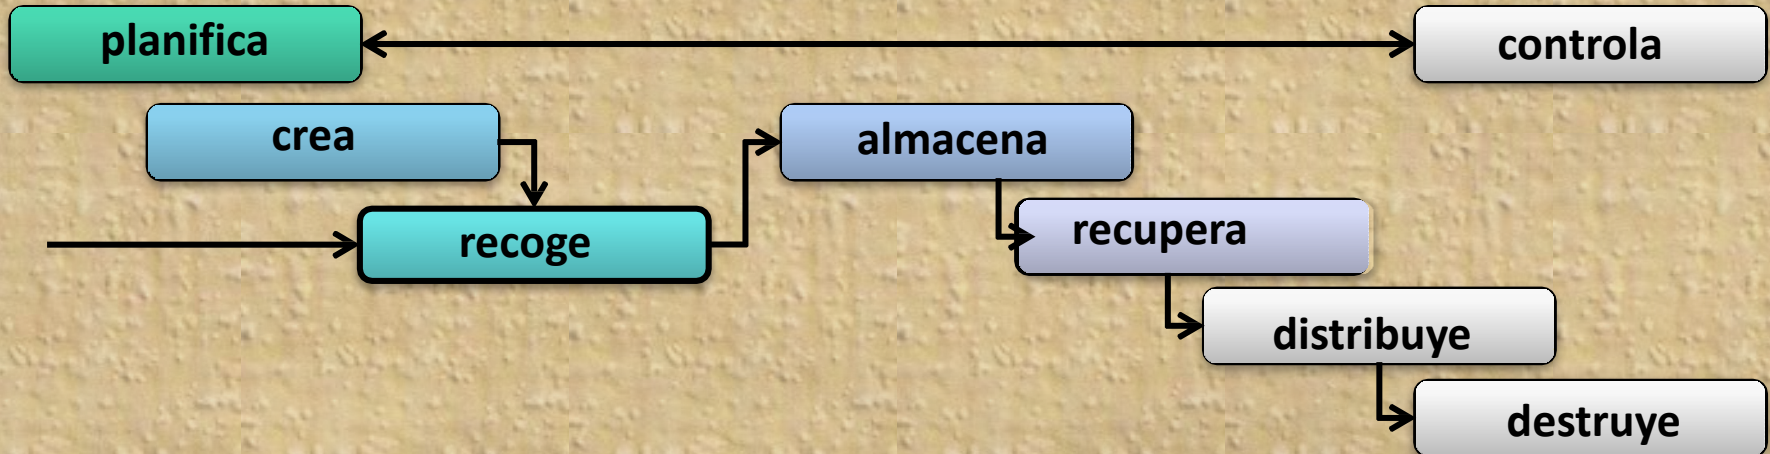 planifica
controla
crea
almacena
recoge
recupera
distribuye
destruye